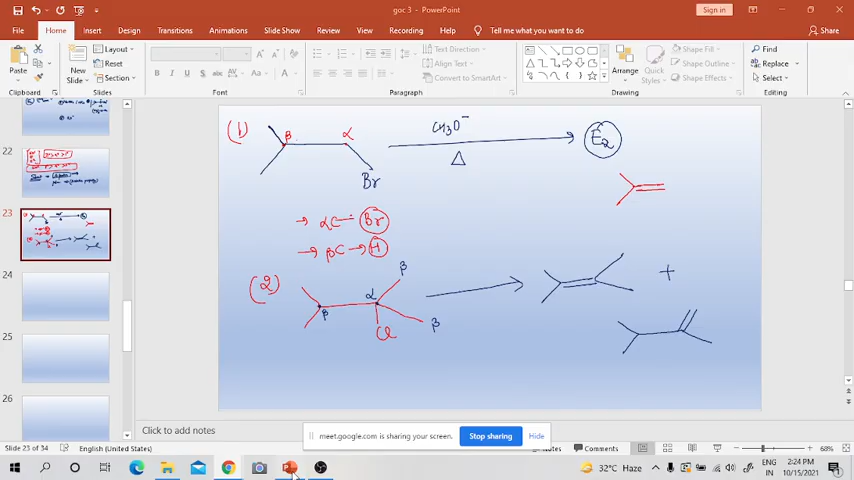 goc 3 - PowerPoint
Sign in
File Home Insert Design Transitions Animations Slide Show Review View Recording Help Tell me what you want to do Share
Paste
Clipboard
New Slide
Layout
Reset
Section
Slides
B I U S abc AV Aa A
Font
Paragraph
Text Direction
Align Text
Convert to SmartArt
Arrange
Quick Styles
Shape Fill
Shape Outline
Shape Effects
Drawing
Find
Replace
Select
Editing
22
23
24
25
26
(1) β α Br
CH3O⁻
Δ
E2
→ αC — Br
→ βC → H
(2) β α β β Cl
+
Click to add notes
meet.google.com is sharing your screen. Stop sharing Hide
Slide 23 of 34 English (United States) Notes Comments 68%
32°C Haze ENG IN 2:24 PM 10/15/2021